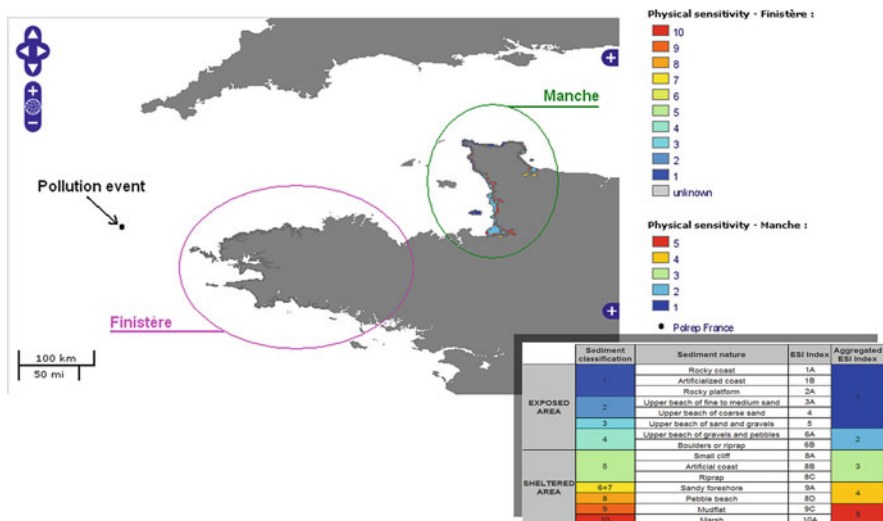 Physical sensitivity - Finistère :
10
9
8
7
6
5
4
3
2
1
unknown
Manche
Pollution event
Finistère
100 km
50 mi
Physical sensitivity - Manche :
5
4
3
2
1
Polrep France
Sediment classification Sediment nature ESI Index Aggregated ESI Index
EXPOSED AREA
1 Rocky coast 1A
Artificialized coast 1B
Rocky platform 2A
2 Upper beach of fine to medium sand 3A
Upper beach of coarse sand 4
3 Upper beach of sand and gravels 5
4 Upper beach of gravels and pebbles 6A 2
Boulders or riprap 6B
SHELTERED AREA
5 Small cliff 8A 3
Artificial coast 8B
Riprap 8C
6+7 Sandy foreshore 9A 4
8 Pebble beach 8D
9 Mudflat 9C 5
10 Marsh 10A